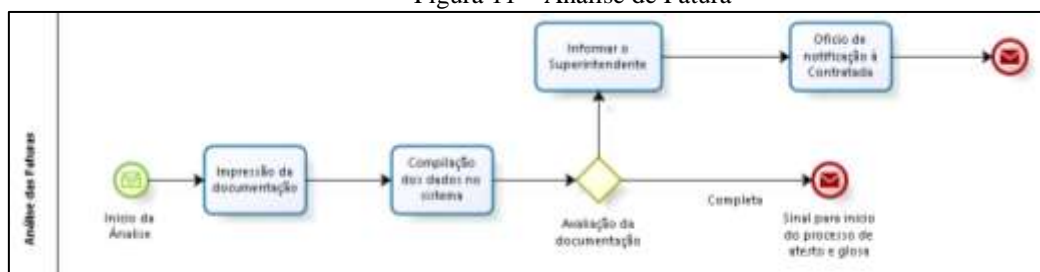 Figura 11 – Análise de Fatura
Informar o
Superintendente
Ofício de
notificação à
Contratada
Análise das Faturas
Impressão da
documentação
Compilação
dos dados no
sistema
Completa
Início da
Ánalise
Avaliação da
documentação
Sinal para início
do processo de
atesto e glosa